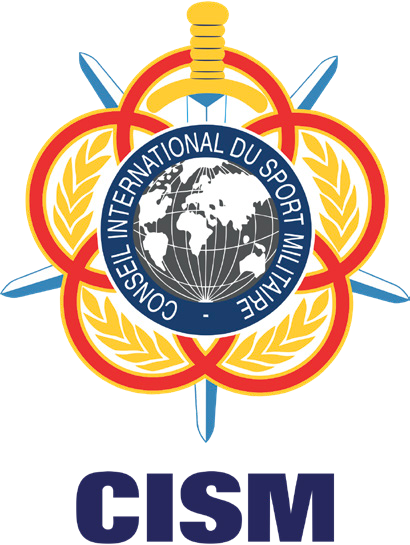 CONSEIL INTERNATIONAL DU SPORT MILITAIRE -
CISM